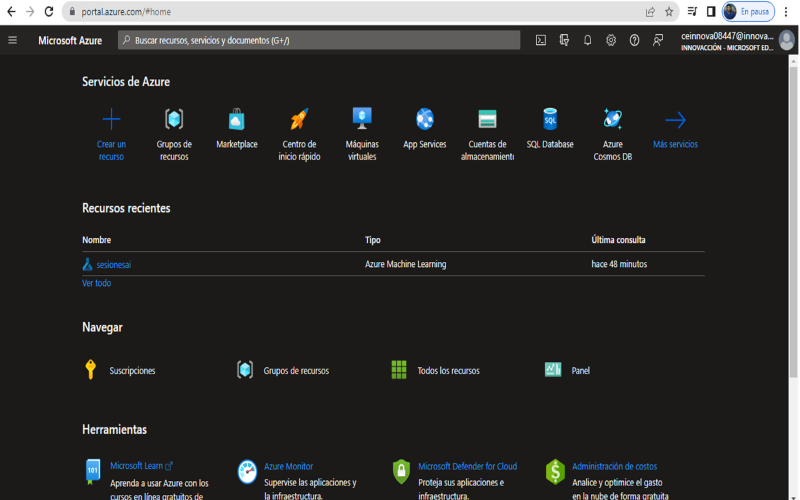 portal.azure.com/#home
En pausa
Microsoft Azure
Buscar recursos, servicios y documentos (G+/)
ceinnova08447@innova...
INNOVACCIÓN - MICROSOFT ED...
Servicios de Azure
Crear un
recurso
Grupos de
recursos
Marketplace
Centro de
inicio rápido
Máquinas
virtuales
App Services
Cuentas de
almacenamiento
SQL
SQL Database
Azure
Cosmos DB
Más servicios
Recursos recientes
Nombre Tipo Última consulta
sesionesai Azure Machine Learning hace 48 minutos
Ver todo
Navegar
Suscripciones Grupos de recursos Todos los recursos Panel
Herramientas
101
Microsoft Learn
Aprenda a usar Azure con los
cursos en línea gratuitos de
Azure Monitor
Supervise las aplicaciones y
la infraestructura.
Microsoft Defender for Cloud
Proteja sus aplicaciones e
infraestructura.
$
Administración de costos
Analice y optimice el gasto
en la nube de forma gratuita